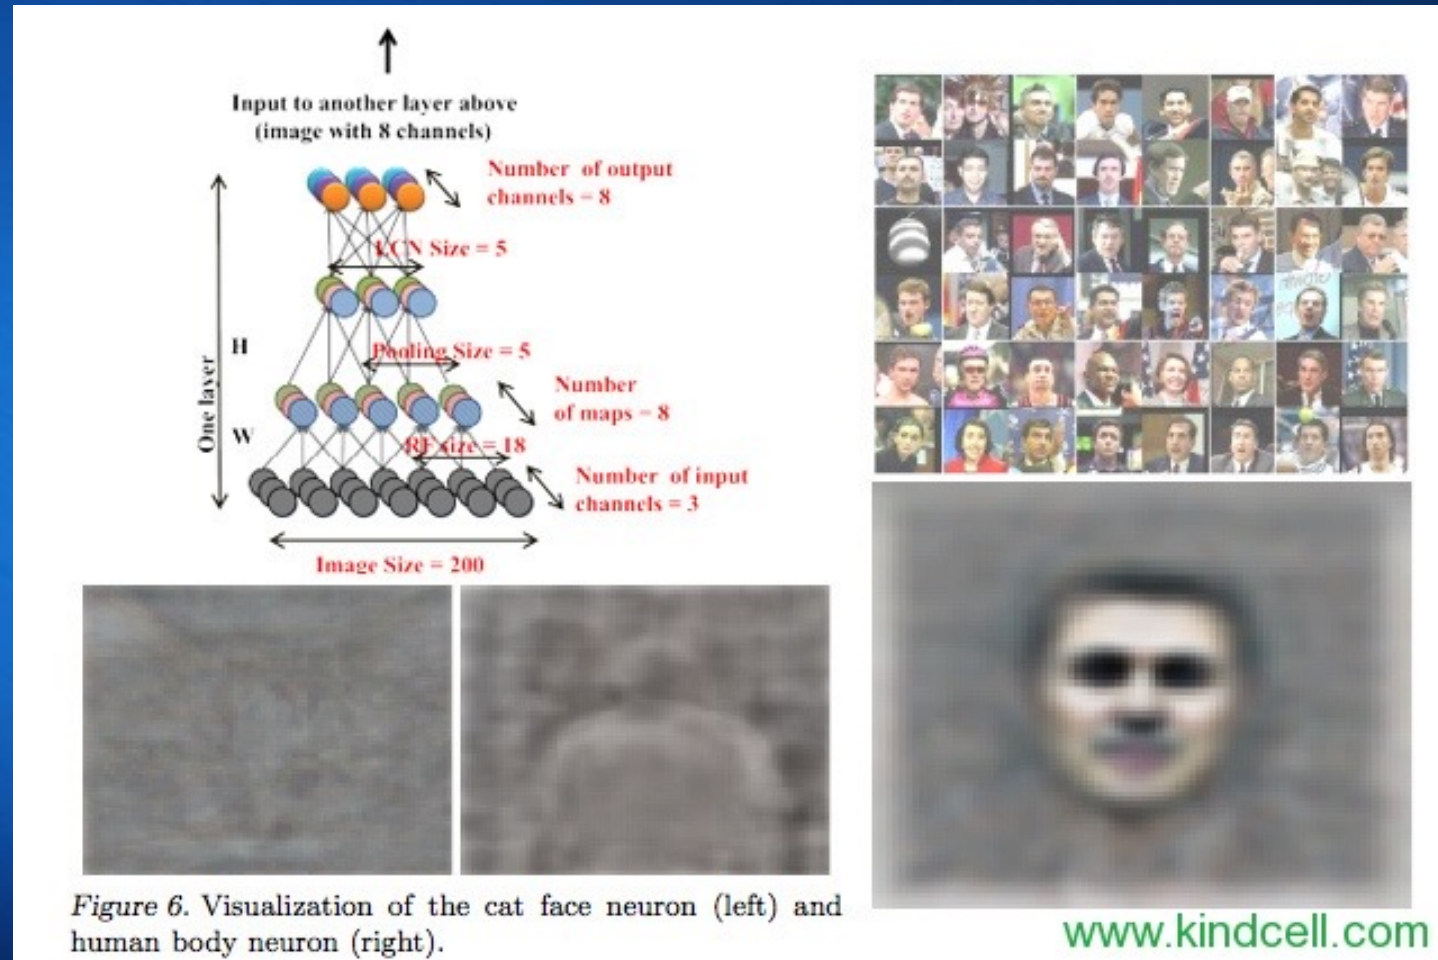 Input to another layer above
(image with 8 channels)
Number of output
channels = 8
LCN Size = 5
H
Pooling Size = 5
One layer
Number
of maps = 8
W
RF size = 18
Number of input
channels = 3
Image Size = 200
Figure 6. Visualization of the cat face neuron (left) and
human body neuron (right).
www.kindcell.com